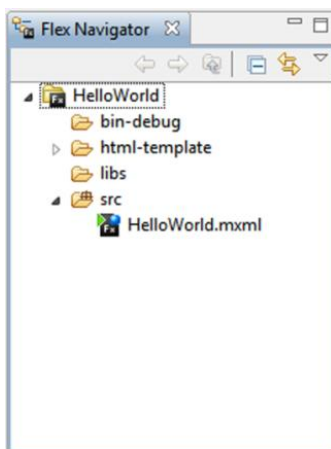 Flex Navigator
HelloWorld
bin-debug
html-template
libs
src
HelloWorld.mxml